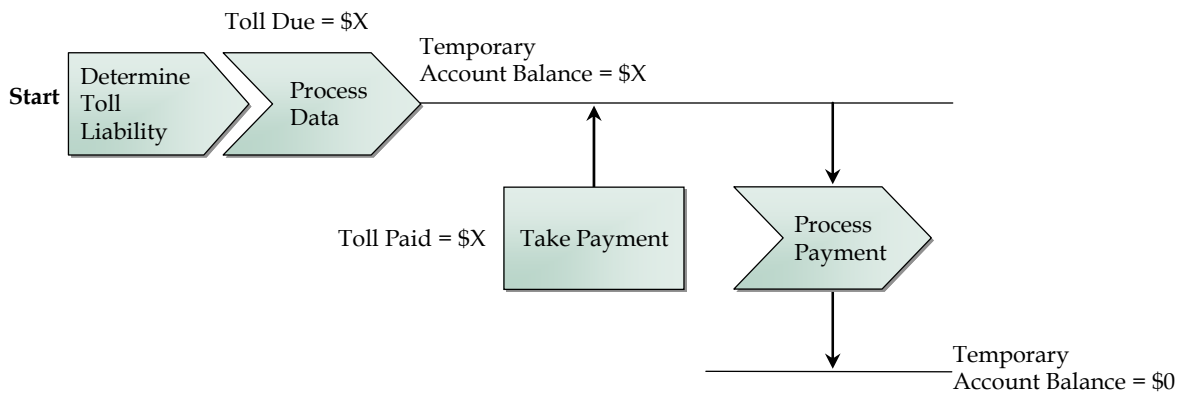 Toll Due = $X
Start
Determine
Toll
Liability
Process
Data
Temporary
Account Balance = $X
Toll Paid = $X
Take Payment
Process
Payment
Temporary
Account Balance = $0